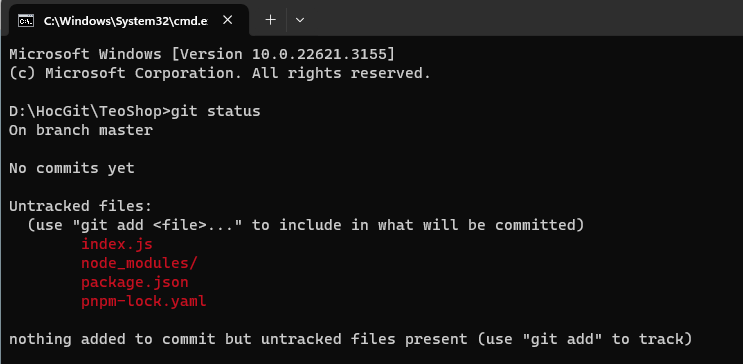 C:\Windows\System32\cmd.e
Microsoft Windows [Version 10.0.22621.3155]
(c) Microsoft Corporation. All rights reserved.
D:\HocGit\TeoShop>git status
On branch master
No commits yet
Untracked files:
  (use "git add <file>..." to include in what will be committed)
        index.js
        node_modules/
        package.json
        pnpm-lock.yaml
nothing added to commit but untracked files present (use "git add" to track)